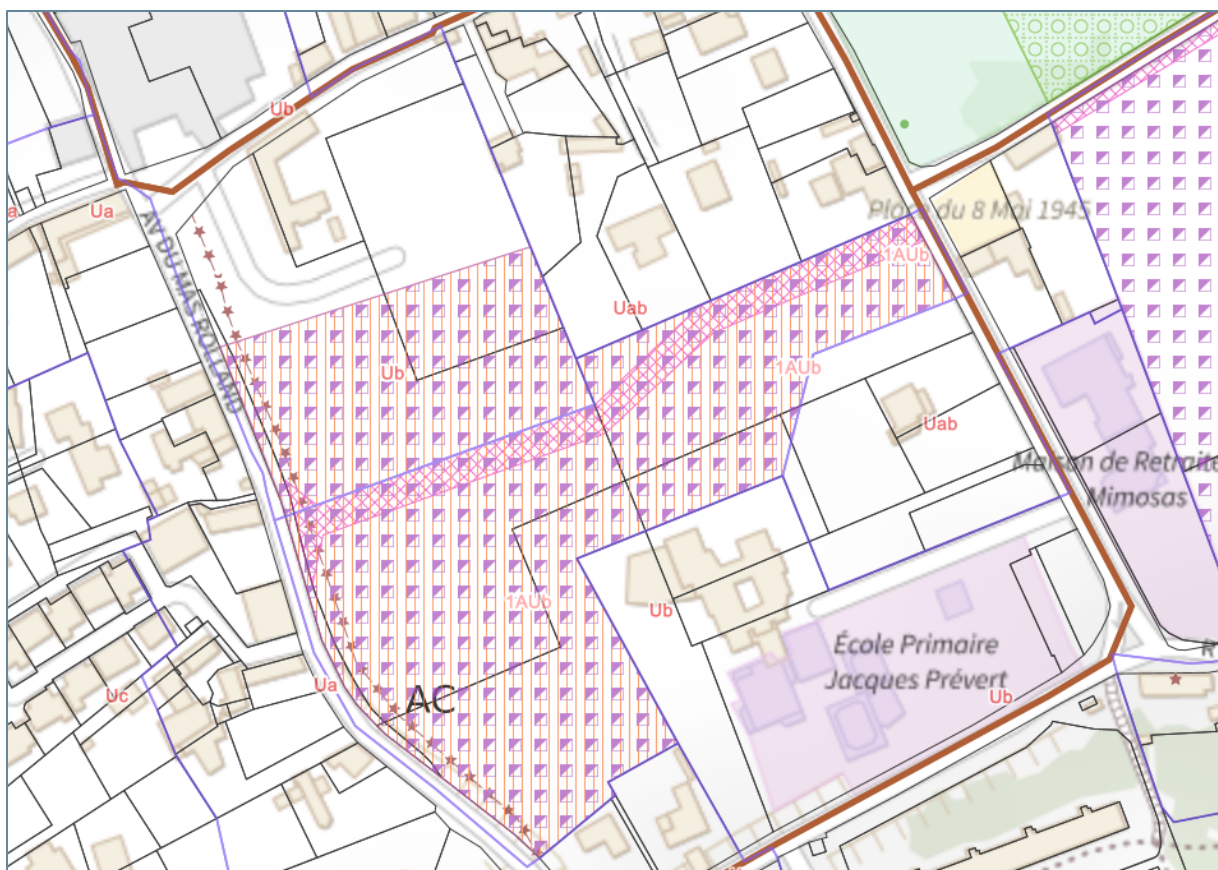 Ub
a
Ua
AV DU MAS ROLLAND
Place du 8 Mai 1945
1AUb
Uab
1AUb
Ub
Uab
Maison de Retraite
Mimosas
1AUb
Ub
École Primaire
Jacques Prévert
R
Ua
Uc
AC
Ub